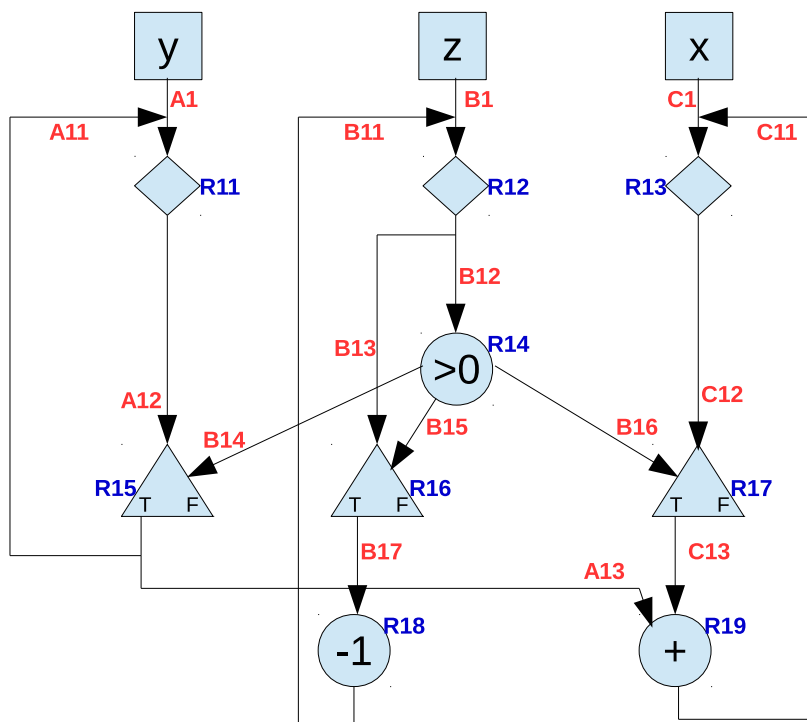 y z x
A1 B1 C1
A11 B11 C11
R11 R12 R13
B12
R14
B13 >0
A12 C12
B14 B15 B16
R15 R16 R17
T F T F T F
B17 C13
A13
R18 R19
-1 +